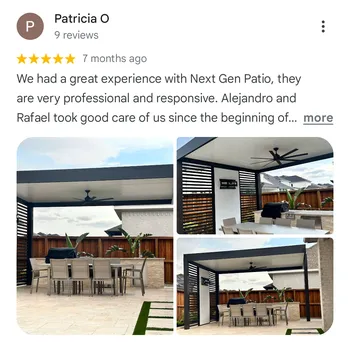 P
Patricia O
9 reviews
7 months ago
We had a great experience with Next Gen Patio, they
are very professional and responsive. Alejandro and
Rafael took good care of us since the beginning of... more